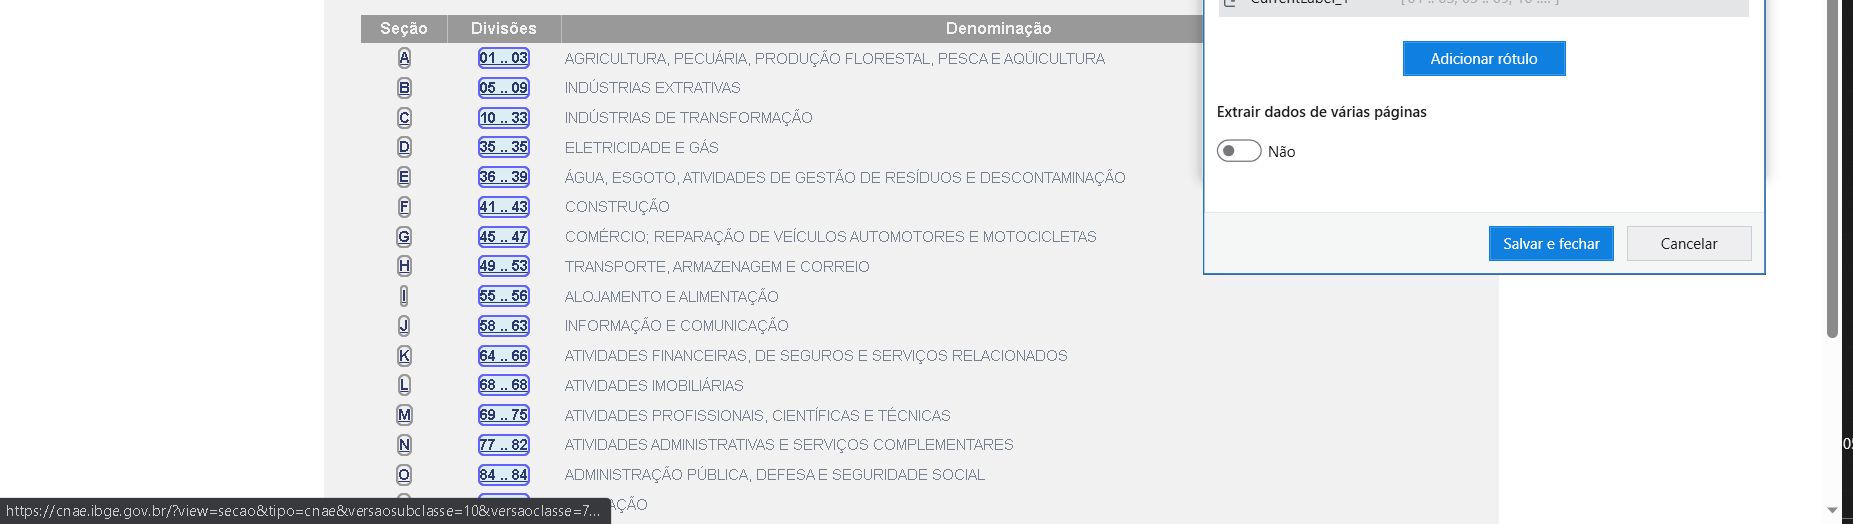 Seção Divisões Denominação
A 01 .. 03 AGRICULTURA, PECUÁRIA, PRODUÇÃO FLORESTAL, PESCA E AQÜICULTURA
B 05 .. 09 INDÚSTRIAS EXTRATIVAS
C 10 .. 33 INDÚSTRIAS DE TRANSFORMAÇÃO
D 35 .. 35 ELETRICIDADE E GÁS
E 36 .. 39 ÁGUA, ESGOTO, ATIVIDADES DE GESTÃO DE RESÍDUOS E DESCONTAMINAÇÃO
F 41 .. 43 CONSTRUÇÃO
G 45 .. 47 COMÉRCIO; REPARAÇÃO DE VEÍCULOS AUTOMOTORES E MOTOCICLETAS
H 49 .. 53 TRANSPORTE, ARMAZENAGEM E CORREIO
I 55 .. 56 ALOJAMENTO E ALIMENTAÇÃO
J 58 .. 63 INFORMAÇÃO E COMUNICAÇÃO
K 64 .. 66 ATIVIDADES FINANCEIRAS, DE SEGUROS E SERVIÇOS RELACIONADOS
L 68 .. 68 ATIVIDADES IMOBILIÁRIAS
M 69 .. 75 ATIVIDADES PROFISSIONAIS, CIENTÍFICAS E TÉCNICAS
N 77 .. 82 ATIVIDADES ADMINISTRATIVAS E SERVIÇOS COMPLEMENTARES
O 84 .. 84 ADMINISTRAÇÃO PÚBLICA, DEFESA E SEGURIDADE SOCIAL
https://cnae.ibge.gov.br/?view=secao&tipo=cnae&versaosubclasse=10&versaoclasse=7...
Adicionar rótulo
Extrair dados de várias páginas
Não
Salvar e fechar
Cancelar